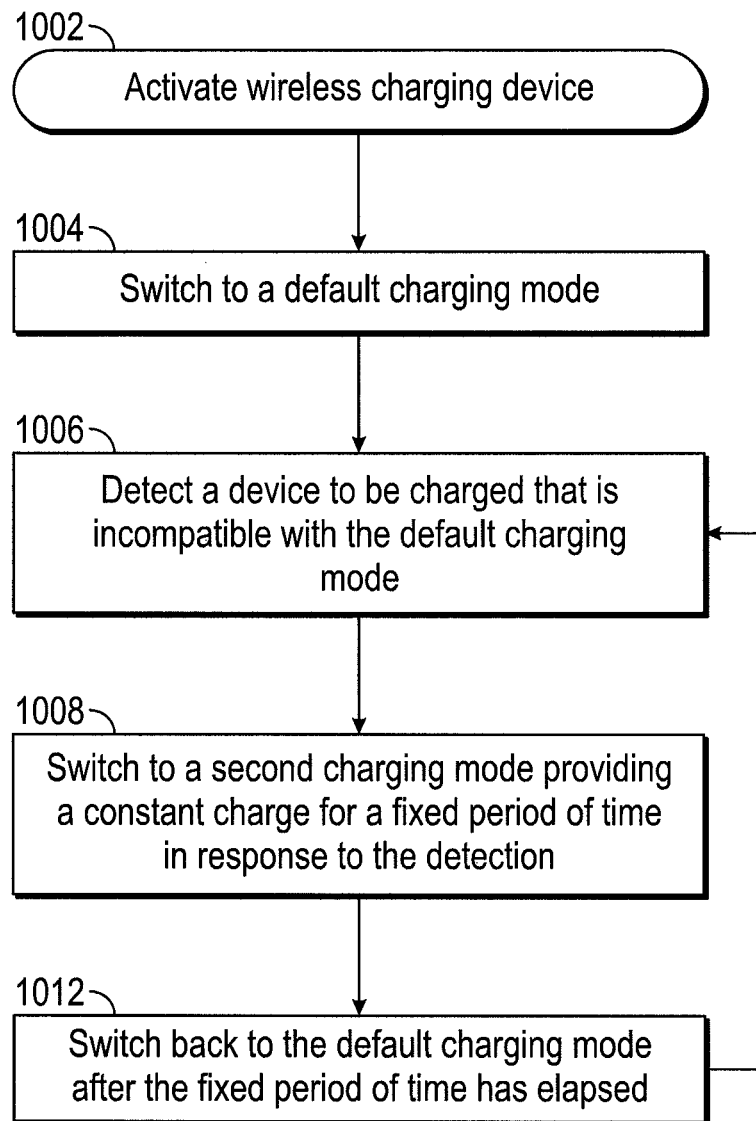 1002
Activate wireless charging device
1004
Switch to a default charging mode
1006
Detect a device to be charged that is
incompatible with the default charging
mode
1008
Switch to a second charging mode providing
a constant charge for a fixed period of time
in response to the detection
1012
Switch back to the default charging mode
after the fixed period of time has elapsed